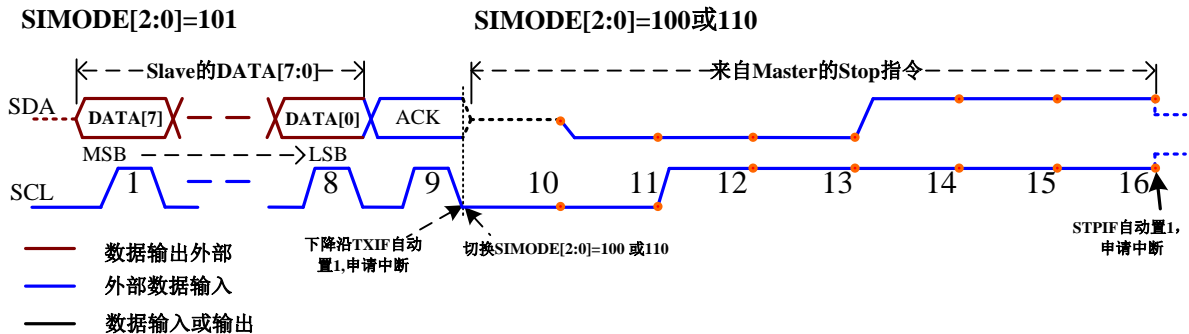 SIMODE[2:0]=101
SIMODE[2:0]=100或110
Slave的DATA[7:0]
来自Master的Stop指令
SDA
DATA[7]
DATA[0]
ACK
MSB
LSB
SCL
1
8
9
10
11
12
13
14
15
16
下降沿TXIF自动
置1,申请中断
切换SIMODE[2:0]=100 或110
STPIF自动置1,
申请中断
数据输出外部
外部数据输入
数据输入或输出